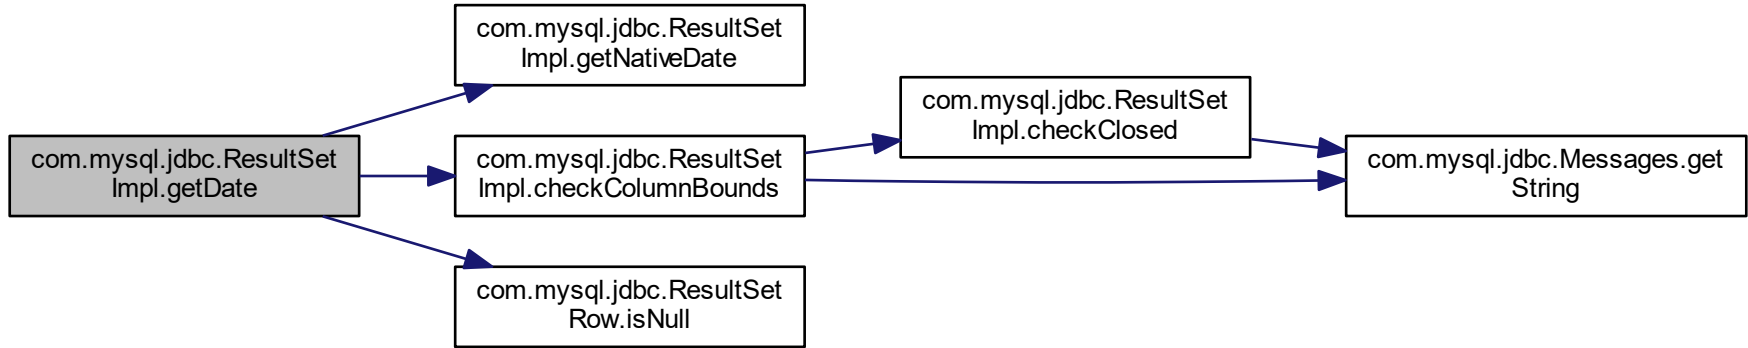 com.mysql.jdbc.ResultSet
Impl.getDate
com.mysql.jdbc.ResultSet
Impl.getNativeDate
com.mysql.jdbc.ResultSet
Impl.checkColumnBounds
com.mysql.jdbc.ResultSet
Row.isNull
com.mysql.jdbc.ResultSet
Impl.checkClosed
com.mysql.jdbc.Messages.get
String